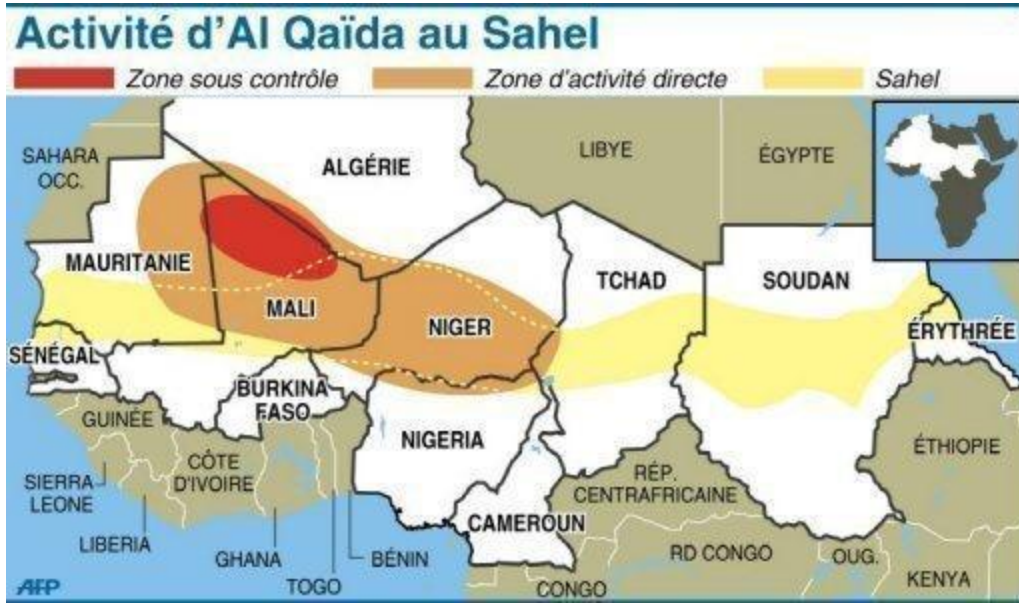 Activité d'Al Qaïda au Sahel
Zone sous contrôle
Zone d'activité directe
Sahel
SAHARA
OCC.
ALGÉRIE
LIBYE
ÉGYPTE
MAURITANIE
MALI
NIGER
TCHAD
SOUDAN
ÉRYTHRÉE
SÉNÉGAL
BURKINA
FASO
NIGERIA
GUINÉE
CÔTE
D'IVOIRE
SIERRA
LEONE
LIBERIA
GHANA
TOGO
BÉNIN
CAMEROUN
RÉP.
CENTRAFRICAINE
ÉTHIOPIE
RD CONGO
OUG.
KENYA
CONGO
AFP